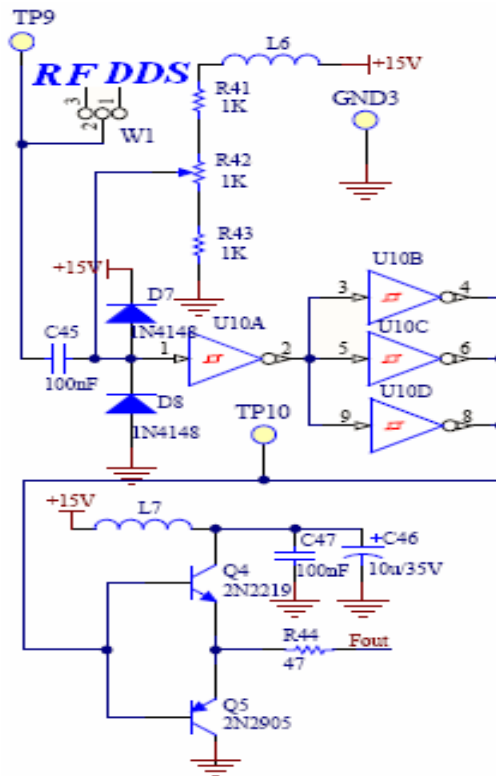 TP9
L6
+15V
RF DDS
3
2
1
W1
R41
1K
GND3
R42
1K
R43
1K
+15V
D7
1N4148
C45
100nF
1
U10A
2
U10B
3
4
U10C
5
6
U10D
9
8
D8
1N4148
TP10
+15V
L7
C47
100nF
+
C46
10u/35V
Q4
2N2219
R44
47
Fout
Q5
2N2905